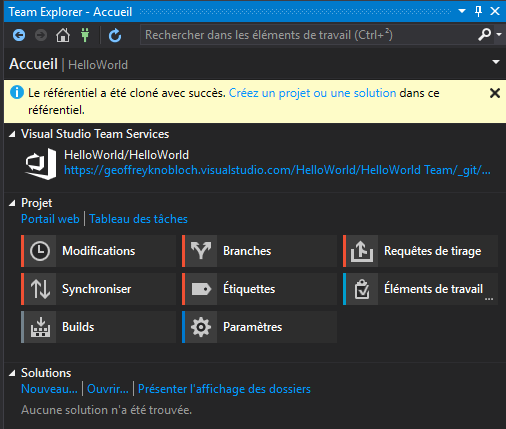 Team Explorer - Accueil
Rechercher dans les éléments de travail (Ctrl+²)
Accueil | HelloWorld
Le référentiel a été cloné avec succès. Créez un projet ou une solution dans ce
référentiel.
Visual Studio Team Services
HelloWorld/HelloWorld
https://geoffreyknobloch.visualstudio.com/HelloWorld/HelloWorld Team/_git/...
Projet
Portail web | Tableau des tâches
Modifications
Branches
Requêtes de tirage
Synchroniser
Étiquettes
Éléments de travail
...
Builds
Paramètres
Solutions
Nouveau... | Ouvrir... | Présenter l'affichage des dossiers
Aucune solution n'a été trouvée.